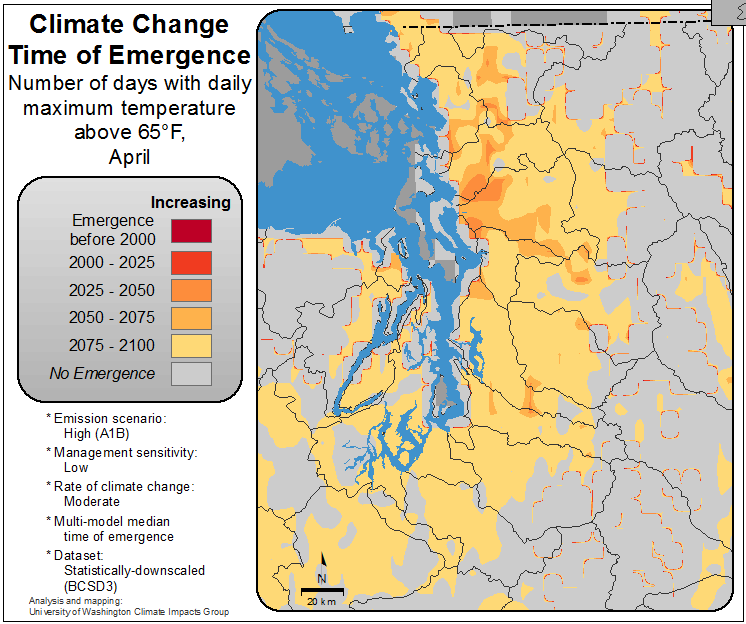 Climate Change
Time of Emergence
Number of days with daily
maximum temperature
above 65°F,
April
Increasing
Emergence
before 2000
2000 - 2025
2025 - 2050
2050 - 2075
2075 - 2100
No Emergence
* Emission scenario:
High (A1B)
* Management sensitivity:
Low
* Rate of climate change:
Moderate
* Multi-model median
time of emergence
* Dataset:
Statistically-downscaled
(BCSD3)
Analysis and mapping:
University of Washington Climate Impacts Group
N
20 km